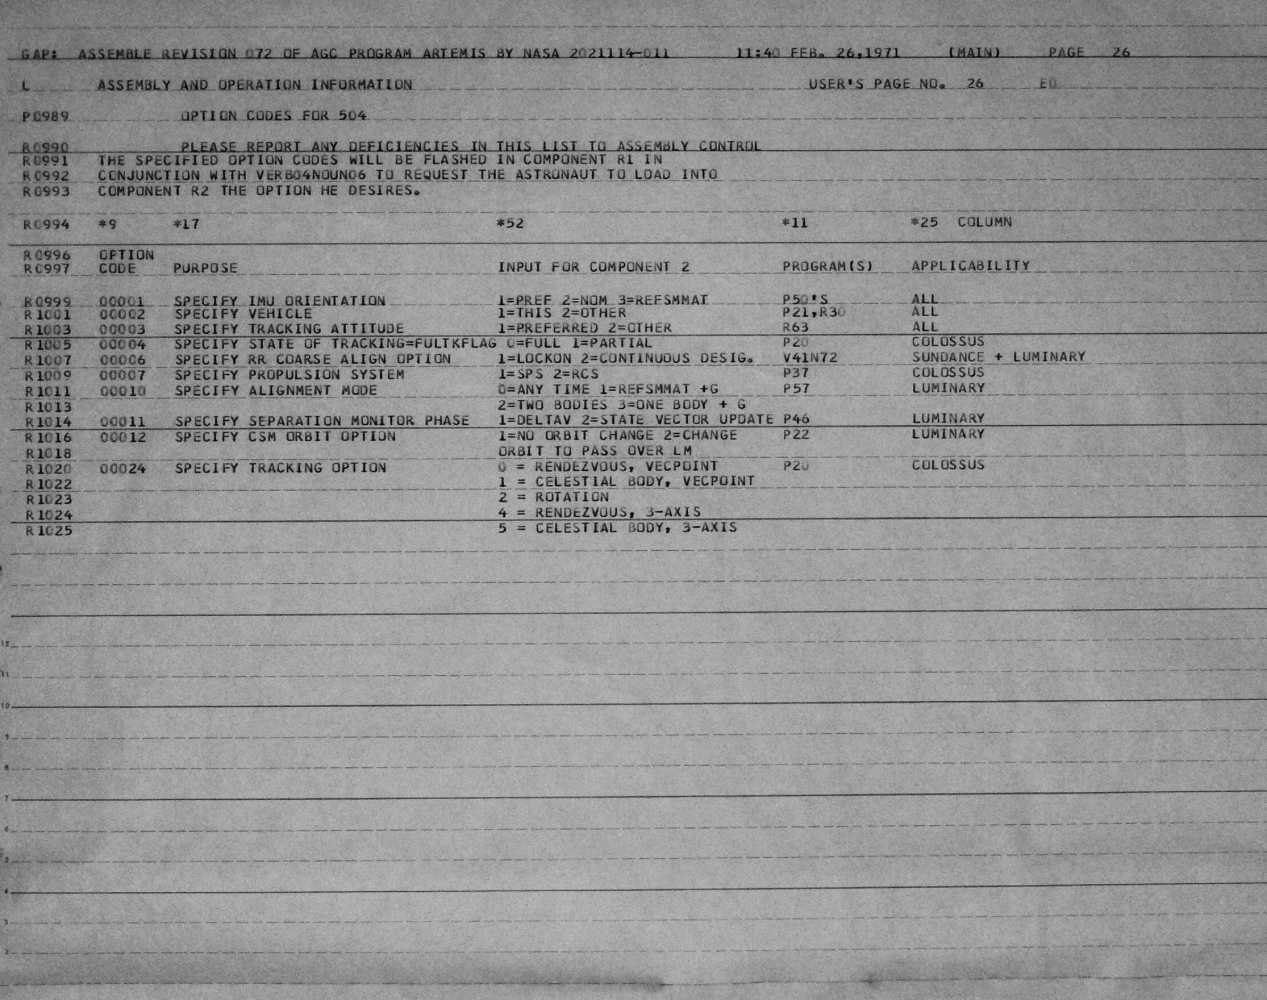 GAP: ASSEMBLE REVISION 072 OF AGC PROGRAM ARTEMIS BY NASA 2021114-011 11:40 FEB. 26,1971 (MAIN) PAGE 26
L ASSEMBLY AND OPERATION INFORMATION USER'S PAGE NO. 26 E0
P0989 OPTION CODES FOR 504
R0990 PLEASE REPORT ANY DEFICIENCIES IN THIS LIST TO ASSEMBLY CONTROL
R0991 THE SPECIFIED OPTION CODES WILL BE FLASHED IN COMPONENT R1 IN
R0992 CONJUNCTION WITH VERB04NOUN06 TO REQUEST THE ASTRONAUT TO LOAD INTO
R0993 COMPONENT R2 THE OPTION HE DESIRES.
R0994 *9 *17 *52 *11 *25 COLUMN
R0996 OPTION
R0997 CODE PURPOSE INPUT FOR COMPONENT 2 PROGRAM(S) APPLICABILITY
R0999 00001 SPECIFY IMU ORIENTATION 1=PREF 2=NOM 3=REFSMMAT P50'S ALL
R1001 00002 SPECIFY VEHICLE 1=THIS 2=OTHER P21,R30 ALL
R1003 00003 SPECIFY TRACKING ATTITUDE 1=PREFERRED 2=OTHER R63 ALL
R1005 00004 SPECIFY STATE OF TRACKING=FULTKFLAG 0=FULL 1=PARTIAL P20 COLOSSUS
R1007 00006 SPECIFY RR COARSE ALIGN OPTION 1=LOCKON 2=CONTINUOUS DESIG. V41N72 SUNDANCE + LUMINARY
R1009 00007 SPECIFY PROPULSION SYSTEM 1=SPS 2=RCS P37 COLOSSUS
R1011 00010 SPECIFY ALIGNMENT MODE 0=ANY TIME 1=REFSMMAT +G P57 LUMINARY
R1013 2=TWO BODIES 3=ONE BODY + G
R1014 00011 SPECIFY SEPARATION MONITOR PHASE 1=DELTAV 2=STATE VECTOR UPDATE P46 LUMINARY
R1016 00012 SPECIFY CSM ORBIT OPTION 1=NO ORBIT CHANGE 2=CHANGE P22 LUMINARY
R1018 ORBIT TO PASS OVER LM
R1020 00024 SPECIFY TRACKING OPTION 0 = RENDEZVOUS, VECPOINT P20 COLOSSUS
R1022 1 = CELESTIAL BODY, VECPOINT
R1023 2 = ROTATION
R1024 4 = RENDEZVOUS, 3-AXIS
R1025 5 = CELESTIAL BODY, 3-AXIS
12
11
10
9
8
7
6
5
4
3
2